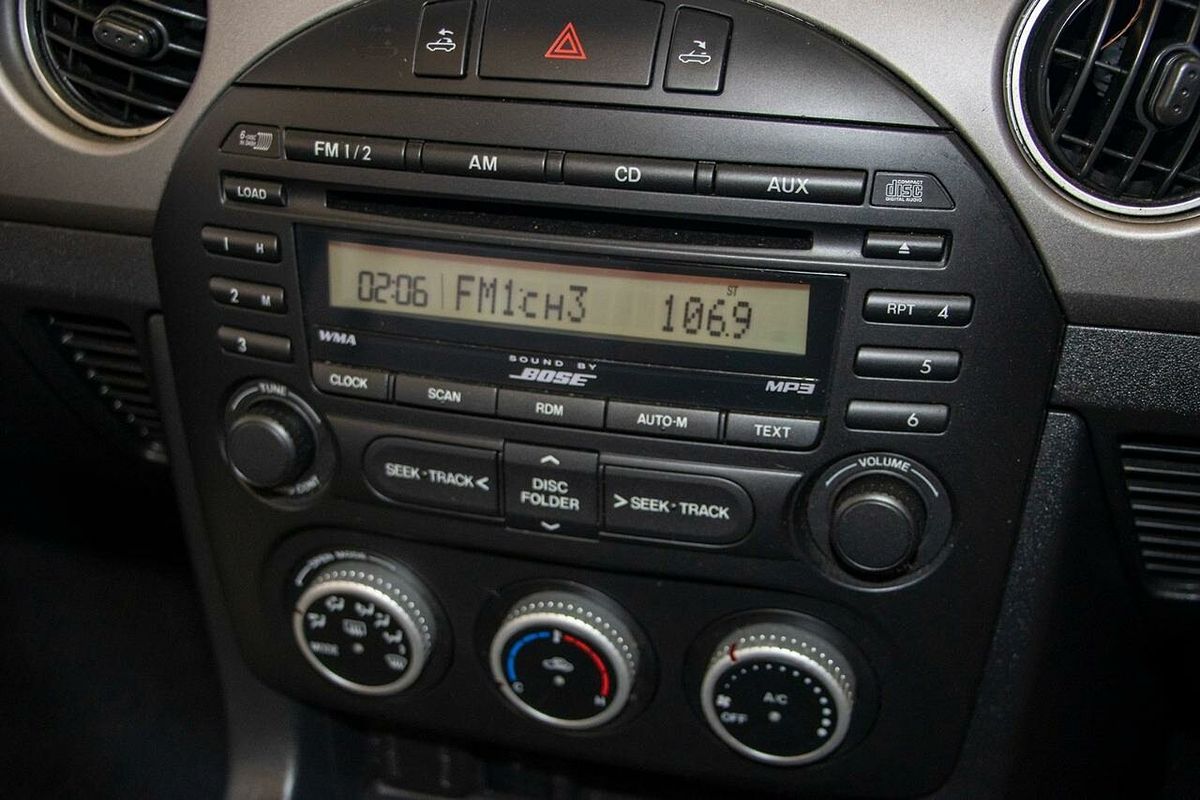 6-DISC
IN DASH
FM 1/2
AM
CD
AUX
COMPACT
disc
DIGITAL AUDIO
LOAD
1 H
2 M
3
02:06 FM1:CH3 ST 106.9
RPT 4
5
6
WMA
SOUND BY
BOSE
MP3
CLOCK
SCAN
RDM
AUTO-M
TEXT
TUNE
SEEK·TRACK<
DISC
FOLDER
>SEEK·TRACK
VOLUME
OPEN MODE
MODE
C H
A/C
OFF